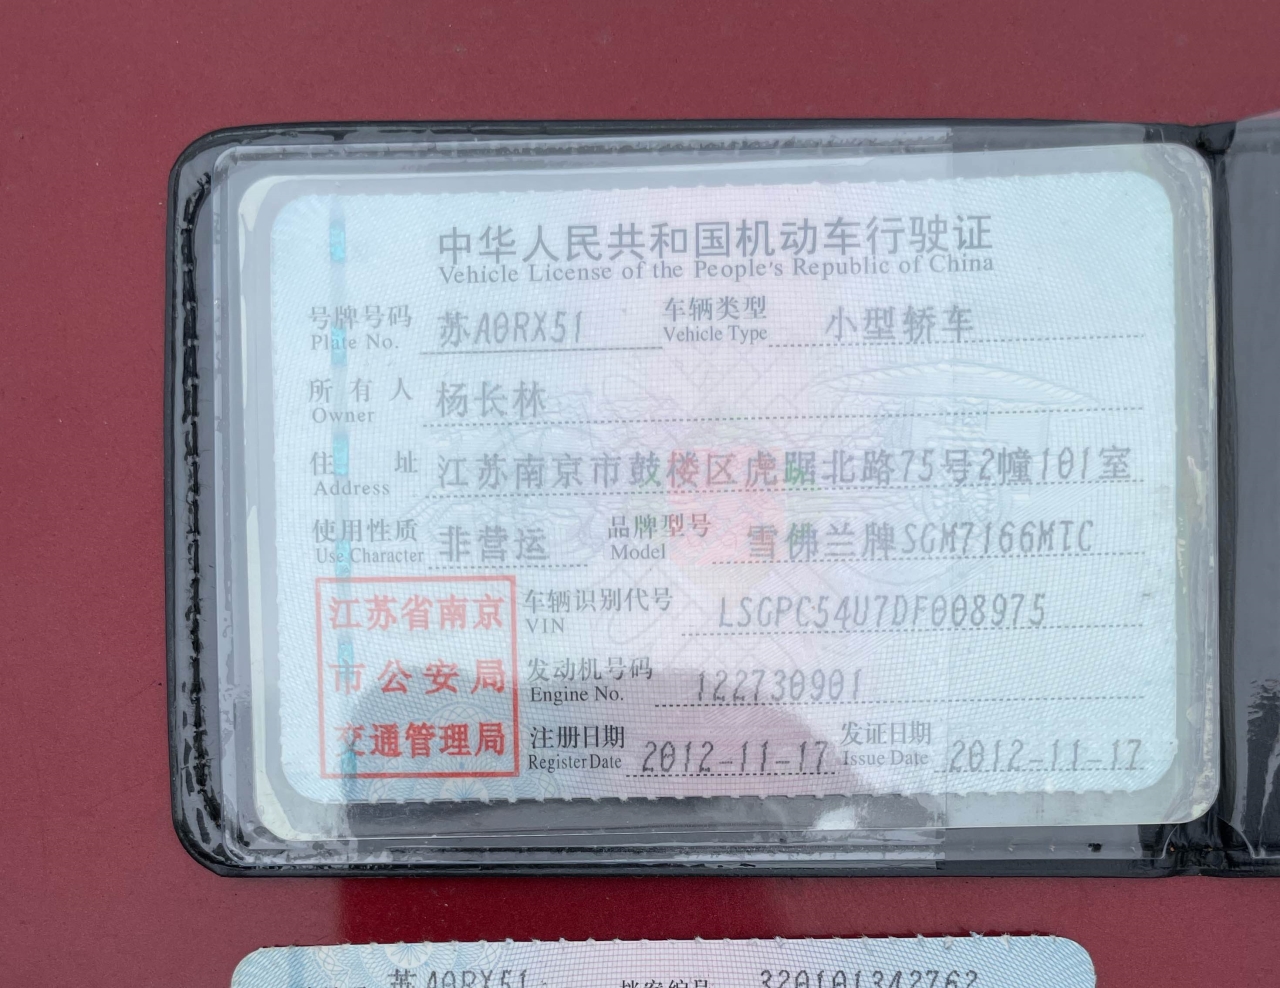 中华人民共和国机动车行驶证
Vehicle License of the People's Republic of China
号牌号码 苏A0RX51 车辆类型 小型轿车
Plate No. Vehicle Type
所有人 杨长林
Owner
住址 江苏南京市鼓楼区虎踞北路75号2幢101室
Address
使用性质 非营运 品牌型号 雪佛兰牌SGM7166MTC
Use Character Model
江苏省南京
市公安局
交通管理局
车辆识别代号 LSGPC54U7DF008975
VIN
发动机号码 122730901
Engine No.
注册日期 2012-11-17 发证日期 2012-11-17
Register Date Issue Date
苏A0RX51 档案编号 320101342762